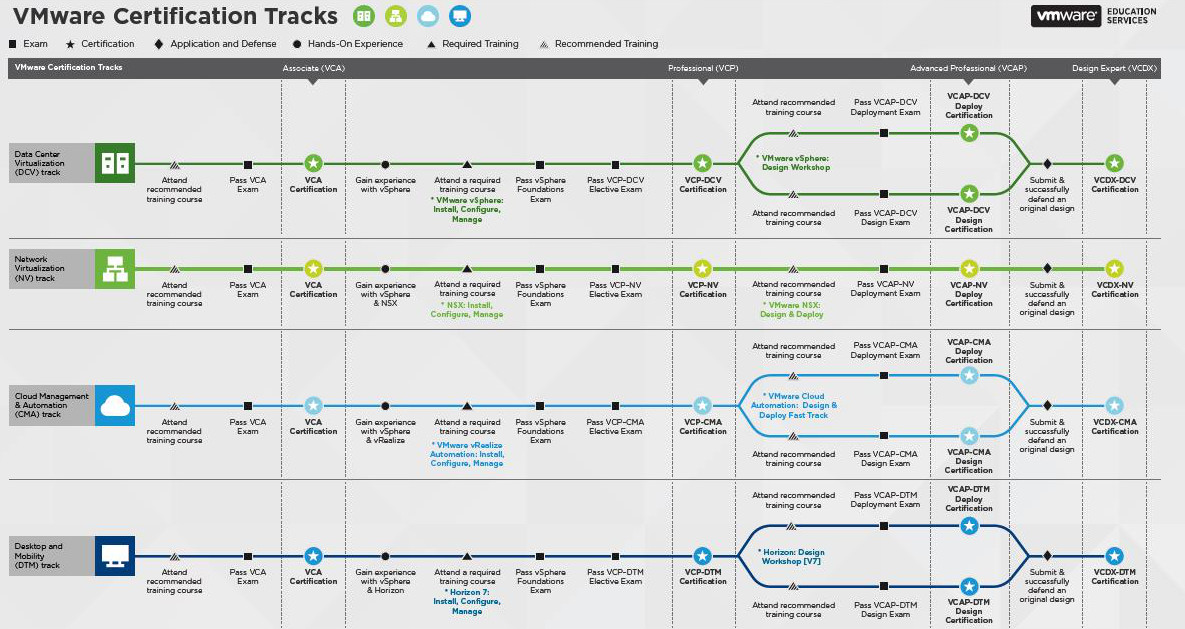 VMware Certification Tracks
vmware EDUCATION
SERVICES
Exam
Certification
Application and Defense
Hands-On Experience
Required Training
Recommended Training
VMware Certification Tracks
Associate (VCA)
Professional (VCP)
Advanced Professional (VCAP)
Design Expert (VCDX)
Data Center
Virtualization
(DCV) track
Attend
recommended
training course
Pass VCA
Exam
VCA
Certification
Gain experience
with vSphere
Attend a required
training course
* VMware vSphere:
Install, Configure,
Manage
Pass vSphere
Foundations
Exam
Pass VCP-DCV
Elective Exam
VCP-DCV
Certification
Attend recommended
training course
Pass VCAP-DCV
Deployment Exam
VCAP-DCV
Deploy
Certification
* VMware vSphere:
Design Workshop
Attend recommended
training course
Pass VCAP-DCV
Design Exam
VCAP-DCV
Design
Certification
Submit &
successfully
defend an
original design
VCDX-DCV
Certification
Network
Virtualization
(NV) track
Attend
recommended
training course
Pass VCA
Exam
VCA
Certification
Gain experience
with vSphere
& NSX
Attend a required
training course
* NSX: Install,
Configure, Manage
Pass vSphere
Foundations
Exam
Pass VCP-NV
Elective Exam
VCP-NV
Certification
Attend recommended
training course
* VMware NSX:
Design & Deploy
Pass VCAP-NV
Deployment Exam
VCAP-NV
Deploy
Certification
Submit &
successfully
defend an
original design
VCDX-NV
Certification
Cloud Management
& Automation
(CMA) track
Attend
recommended
training course
Pass VCA
Exam
VCA
Certification
Gain experience
with vSphere
& vRealize
Attend a required
training course
* VMware vRealize
Automation: Install,
Configure, Manage
Pass vSphere
Foundations
Exam
Pass VCP-CMA
Elective Exam
VCP-CMA
Certification
Attend recommended
training course
Pass VCAP-CMA
Deployment Exam
VCAP-CMA
Deploy
Certification
* VMware Cloud
Automation: Design &
Deploy Fast Track
Attend recommended
training course
Pass VCAP-CMA
Design Exam
VCAP-CMA
Design
Certification
Submit &
successfully
defend an
original design
VCDX-CMA
Certification
Desktop and
Mobility
(DTM) track
Attend
recommended
training course
Pass VCA
Exam
VCA
Certification
Gain experience
with vSphere
& Horizon
Attend a required
training course
* Horizon 7:
Install, Configure,
Manage
Pass vSphere
Foundations
Exam
Pass VCP-DTM
Elective Exam
VCP-DTM
Certification
Attend recommended
training course
Pass VCAP-DTM
Deployment Exam
VCAP-DTM
Deploy
Certification
* Horizon: Design
Workshop [V7]
Attend recommended
training course
Pass VCAP-DTM
Design Exam
VCAP-DTM
Design
Certification
Submit &
successfully
defend an
original design
VCDX-DTM
Certification